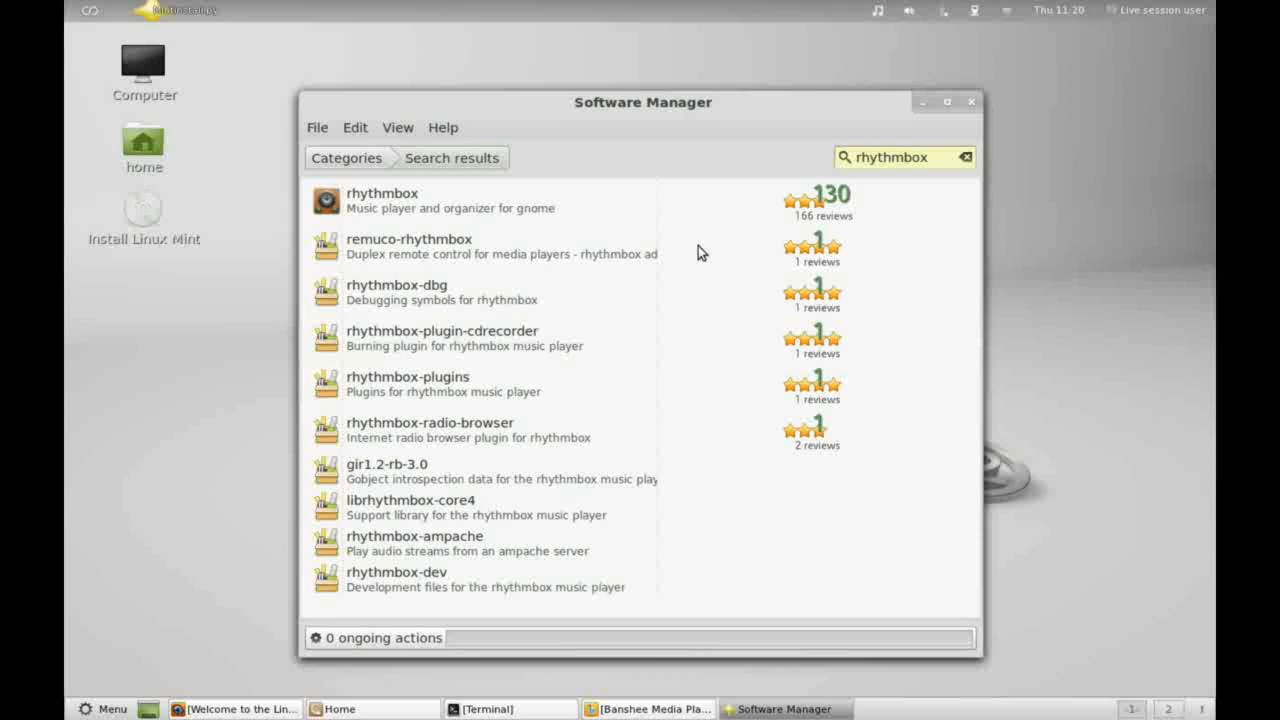 mintinstall.py
Thu 11:20
Live session user
Computer
home
Install Linux Mint
Software Manager
File Edit View Help
Categories Search results
rhythmbox
rhythmbox
Music player and organizer for gnome
130
166 reviews
remuco-rhythmbox
Duplex remote control for media players - rhythmbox ad
1
1 reviews
rhythmbox-dbg
Debugging symbols for rhythmbox
1
1 reviews
rhythmbox-plugin-cdrecorder
Burning plugin for rhythmbox music player
1
1 reviews
rhythmbox-plugins
Plugins for rhythmbox music player
1
1 reviews
rhythmbox-radio-browser
Internet radio browser plugin for rhythmbox
1
2 reviews
gir1.2-rb-3.0
Gobject introspection data for the rhythmbox music play
librhythmbox-core4
Support library for the rhythmbox music player
rhythmbox-ampache
Play audio streams from an ampache server
rhythmbox-dev
Development files for the rhythmbox music player
0 ongoing actions
Menu [Welcome to the Lin... Home [Terminal] [Banshee Media Pla... Software Manager 1 2 !